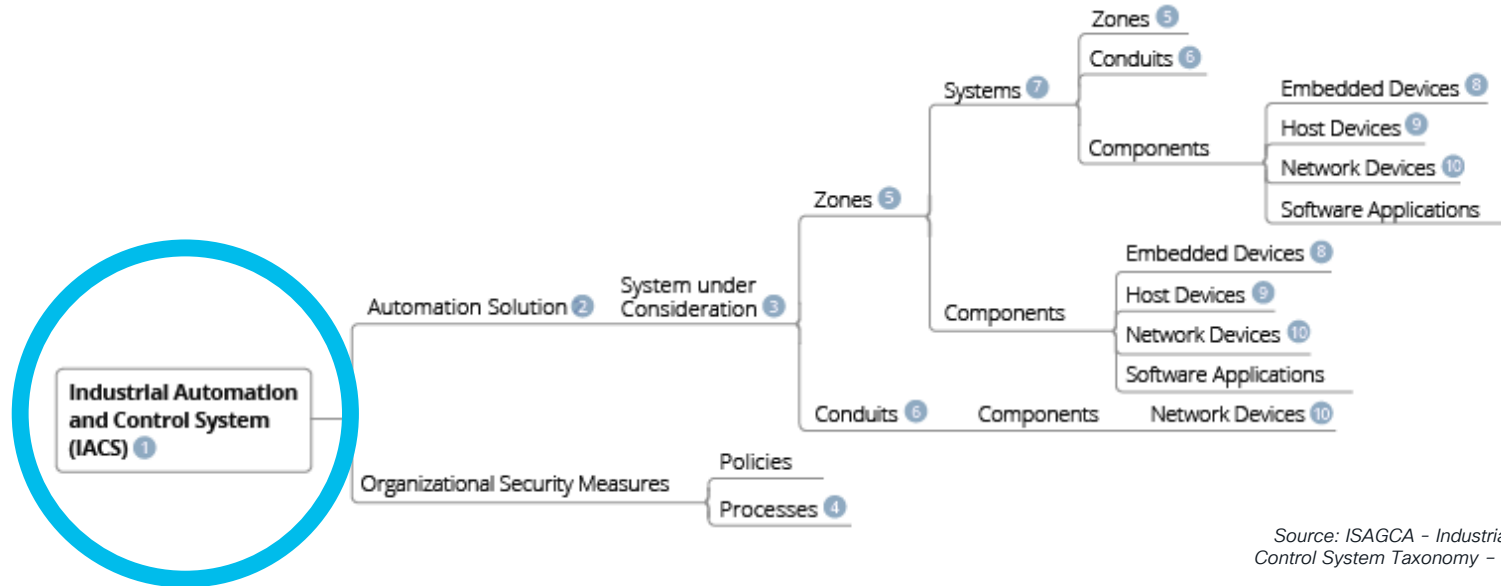 Zones 5
Conduits 6
Systems 7
Embedded Devices 8
Host Devices 9
Components
Network Devices 10
Software Applications
Zones 5
Embedded Devices 8
System under
Consideration 3
Automation Solution 2
Host Devices 9
Components
Network Devices 10
Software Applications
Industrial Automation
and Control System
(IACS) 1
Conduits 6
Components
Network Devices 10
Policies
Organizational Security Measures
Processes 4
Source: ISAGCA - Industria
Control System Taxonomy -